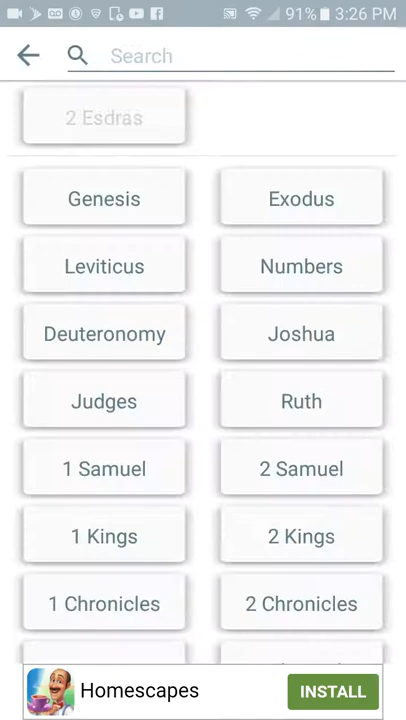 91% 3:26 PM
Search
2 Esdras
Genesis Exodus
Leviticus Numbers
Deuteronomy Joshua
Judges Ruth
1 Samuel 2 Samuel
1 Kings 2 Kings
1 Chronicles 2 Chronicles
Homescapes INSTALL